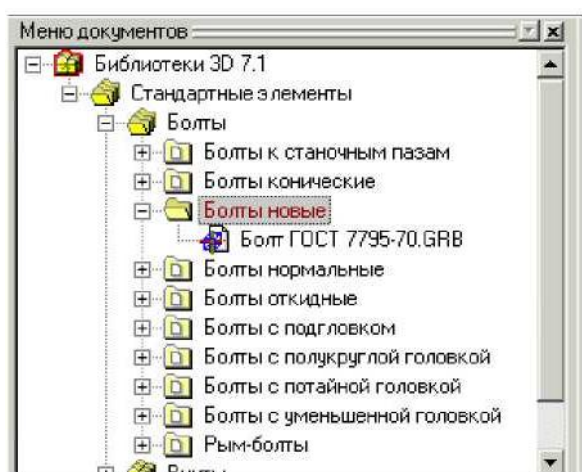 Меню документов
Библиотеки 3D 7.1
Стандартные элементы
Болты
Болты к станочным пазам
Болты конические
Болты новые
Болт ГОСТ 7795-70.GRB
Болты нормальные
Болты откидные
Болты с подгловком
Болты с полукруглой головкой
Болты с потайной головкой
Болты с уменьшенной головкой
Рым-болты